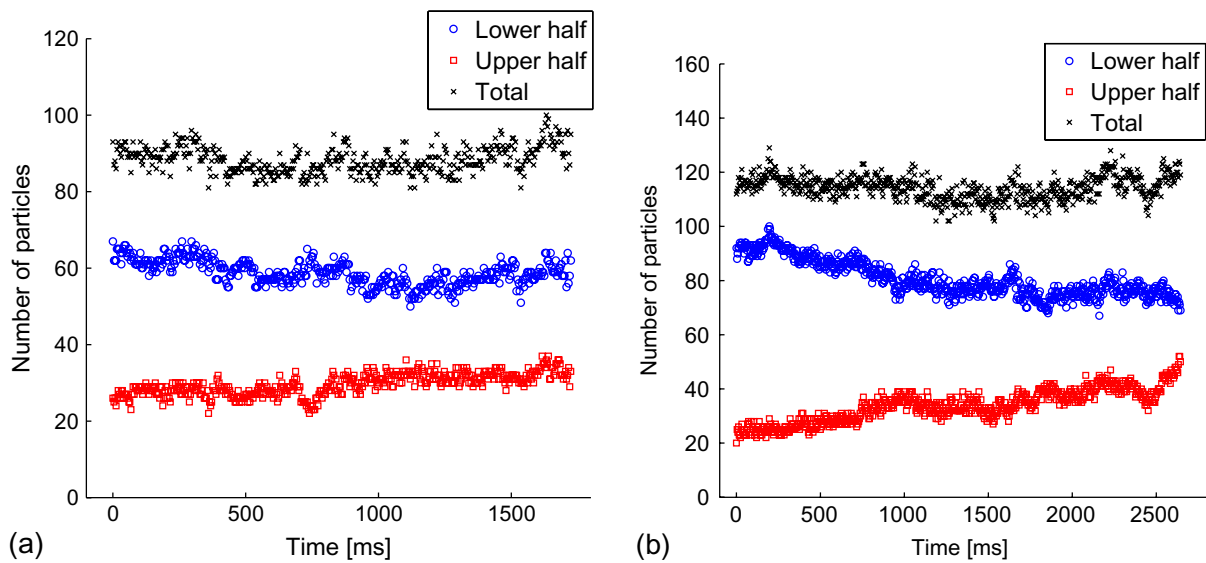 Lower half
Upper half
Total
120
100
80
60
40
20
0
Number of particles
0 500 1000 1500
Time [ms]
(a)
Lower half
Upper half
Total
160
140
120
100
80
60
40
20
0
Number of particles
0 500 1000 1500 2000 2500
Time [ms]
(b)